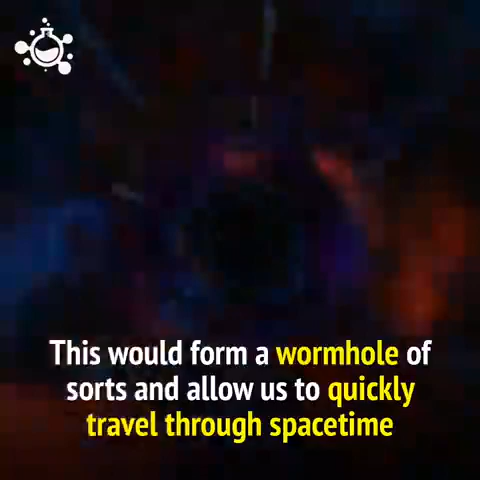 This would form a wormhole of
sorts and allow us to quickly
travel through spacetime